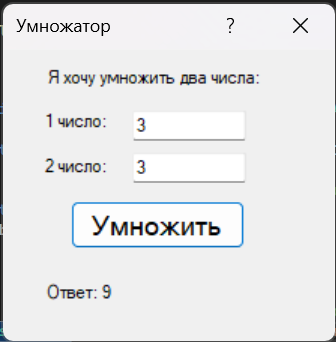 Умножатор ?
Я хочу умножить два числа:
1 число: 3
2 число: 3
Умножить
Ответ: 9